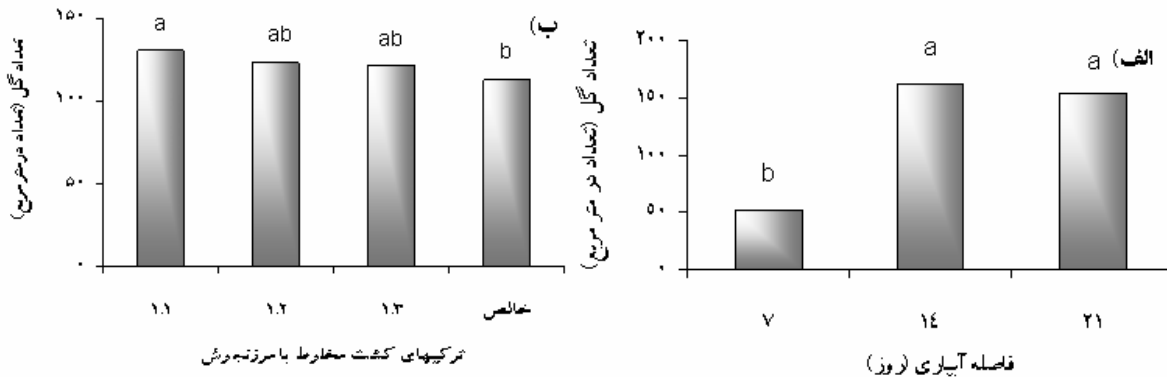 الف)
تعداد گل (تعداد در متر مربع)
۲۰۰
۱۵۰
۱۰۰
۵۰
۰
b
a
a
۷
۱۴
۲۱
فاصله آبیاری (روز)
ب)
تعداد گل (تعداد در متر مربع)
۱۵۰
۱۰۰
۵۰
۰
a
ab
ab
b
۱.۱
۱.۲
۱.۳
خالص
ترکیبهای کشت مخلوط با مرزنجوش